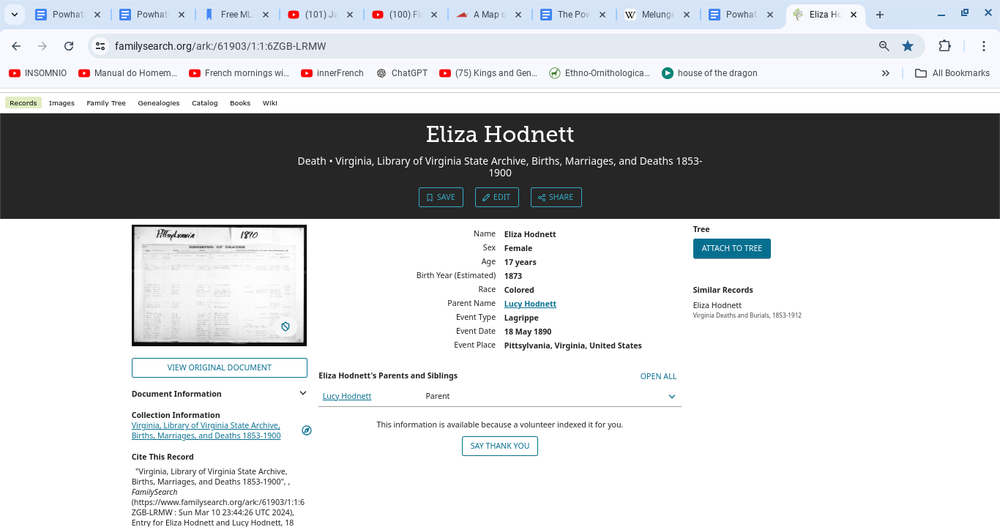 Powhat
Powhat
Free ML
(101) Ja
(100) Fi
A Map o
The Pow
W Melunge
Powhat
Eliza Ho
familysearch.org/ark:/61903/1:1:6ZGB-LRMW
INSOMNIO
Manual do Homem...
French mornings wi...
innerFrench
ChatGPT
(75) Kings and Gen...
Ethno-Ornithologica...
house of the dragon
All Bookmarks
Records Images Family Tree Genealogies Catalog Books Wiki
Eliza Hodnett
Death • Virginia, Library of Virginia State Archive, Births, Marriages, and Deaths 1853-
1900
SAVE EDIT SHARE
Pittsylvania 1890
REGISTER OF DEATHS
VIEW ORIGINAL DOCUMENT
Document Information
Collection Information
Virginia, Library of Virginia State Archive,
Births, Marriages, and Deaths 1853-1900
Cite This Record
"Virginia, Library of Virginia State Archive,
Births, Marriages, and Deaths 1853-1900", ,
FamilySearch
(https://www.familysearch.org/ark:/61903/1:1:6
ZGB-LRMW : Sun Mar 10 23:44:26 UTC 2024),
Entry for Eliza Hodnett and Lucy Hodnett, 18
Name Eliza Hodnett
Sex Female
Age 17 years
Birth Year (Estimated) 1873
Race Colored
Parent Name Lucy Hodnett
Event Type Lagrippe
Event Date 18 May 1890
Event Place Pittsylvania, Virginia, United States
Eliza Hodnett's Parents and Siblings OPEN ALL
Lucy Hodnett Parent
This information is available because a volunteer indexed it for you.
SAY THANK YOU
Tree
ATTACH TO TREE
Similar Records
Eliza Hodnett
Virginia Deaths and Burials, 1853-1912